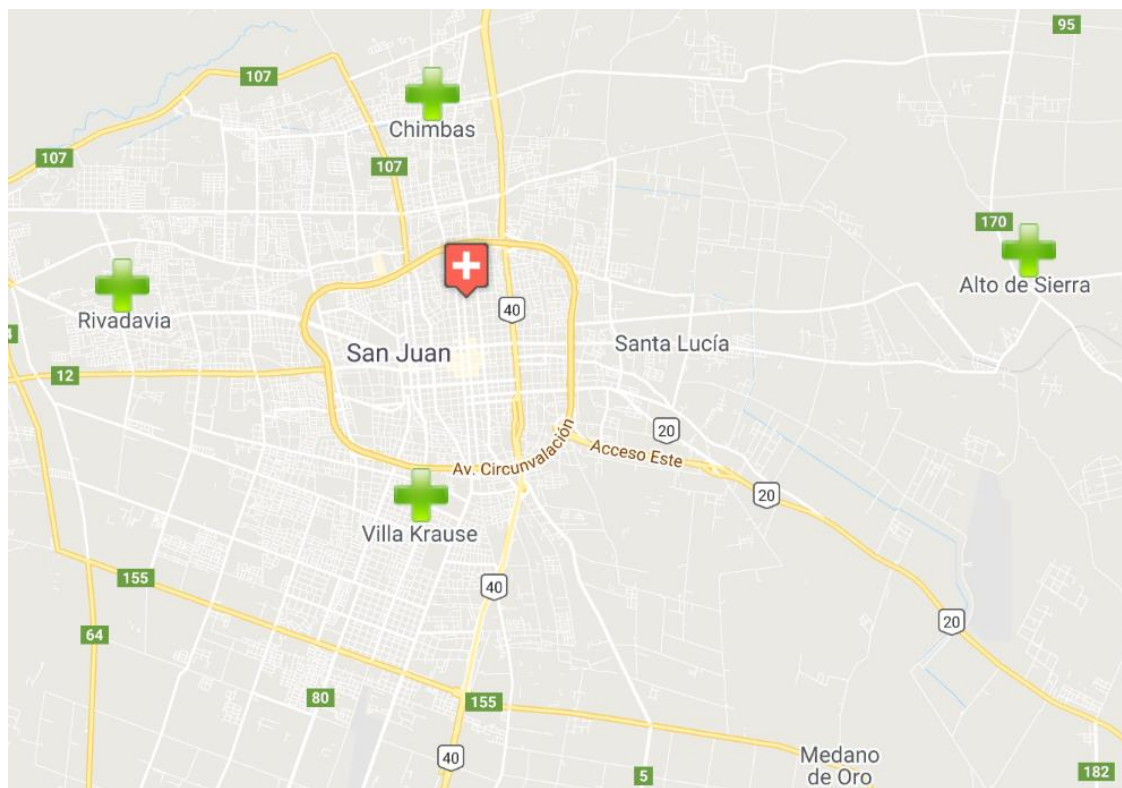 95
107
Chimbas
107
107
170
Alto de Sierra
Rivadavia
40
Santa Lucía
San Juan
12
20
Acceso Este
Av. Circunvalación
20
Villa Krause
155
40
20
64
80
155
Medano
de Oro
40
5
182